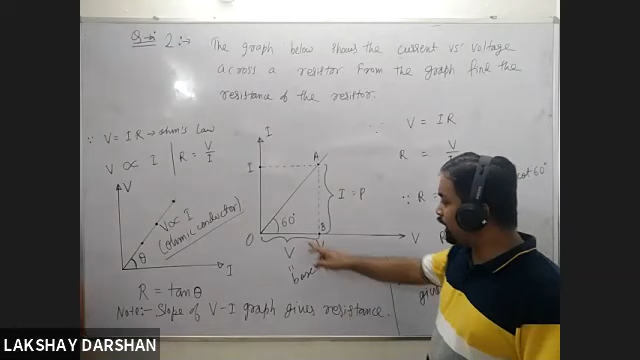 Q.no 2:→ The graph below shows the current vs voltage
across a resistor from the graph find the
resistance of the resistor.
∵ V = IR → ohm's law
V ∝ I | R = V/I
V
V ∝ I
(ohmic conductor)
θ
I
R = tanθ
Note:- Slope of V-I graph gives resistance.
I
I
A
I = P
60°
O
B
V
V
"base
∵ V = IR
R = V/I
∵ R =
cot 60°
R
LAKSHAY DARSHAN